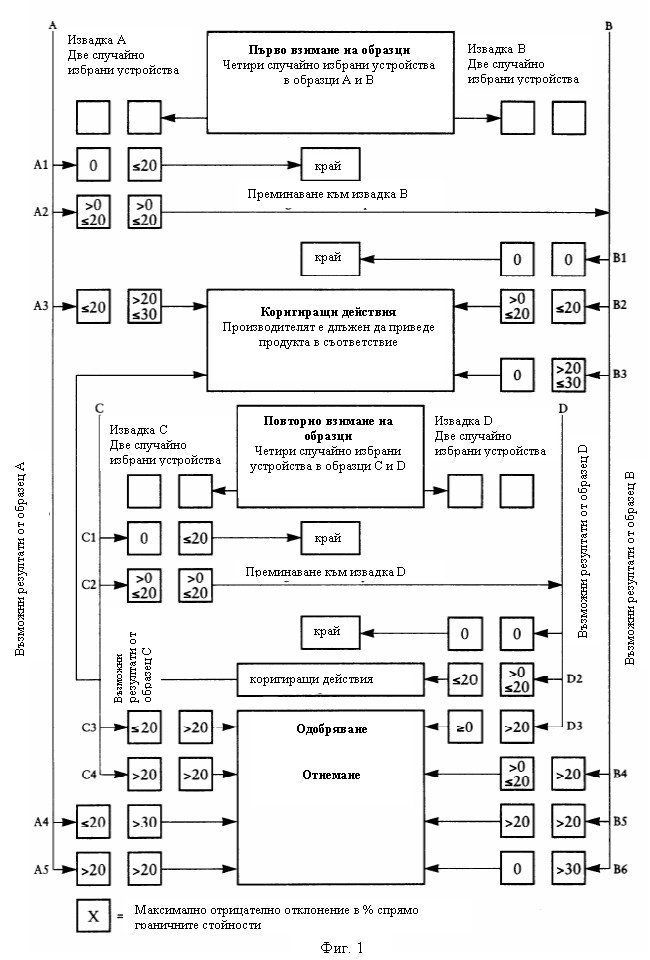 A
B
Извадка А
Две случайно
избрани устройства
Първо взимане на образци
Четири случайно избрани устройства
в образци А и В
Извадка В
Две случайно
избрани устройства
A1
0
≤20
край
A2
>0
≤20
>0
≤20
Преминаване към извадка В
край
0
0
B1
A3
≤20
>20
≤30
Коригиращи действия
Производителят е длъжен да приведе
продукта в съответствие
>0
≤20
≤20
B2
0
>20
≤30
B3
C
D
Извадка С
Две случайно
избрани устройства
Повторно взимане на
образци
Четири случайно избрани
устройства в образци С и D
Извадка D
Две случайно
избрани устройства
Възможни резултати от образец А
Възможни резултати от образец D
Възможни резултати от образец В
C1
0
≤20
край
C2
>0
≤20
>0
≤20
Преминаване към извадка D
край
0
0
Възможни
резултати от
образец С
коригиращи действия
≤20
>0
≤20
D2
C3
≤20
>20
Одобряване
≥0
>20
D3
C4
>20
>20
Отнемане
>0
≤20
>20
B4
A4
≤20
>30
>20
>20
B5
A5
>20
>20
0
>30
B6
X
= Максимално отрицателно отклонение в % спрямо
граничните стойности
Фиг. 1